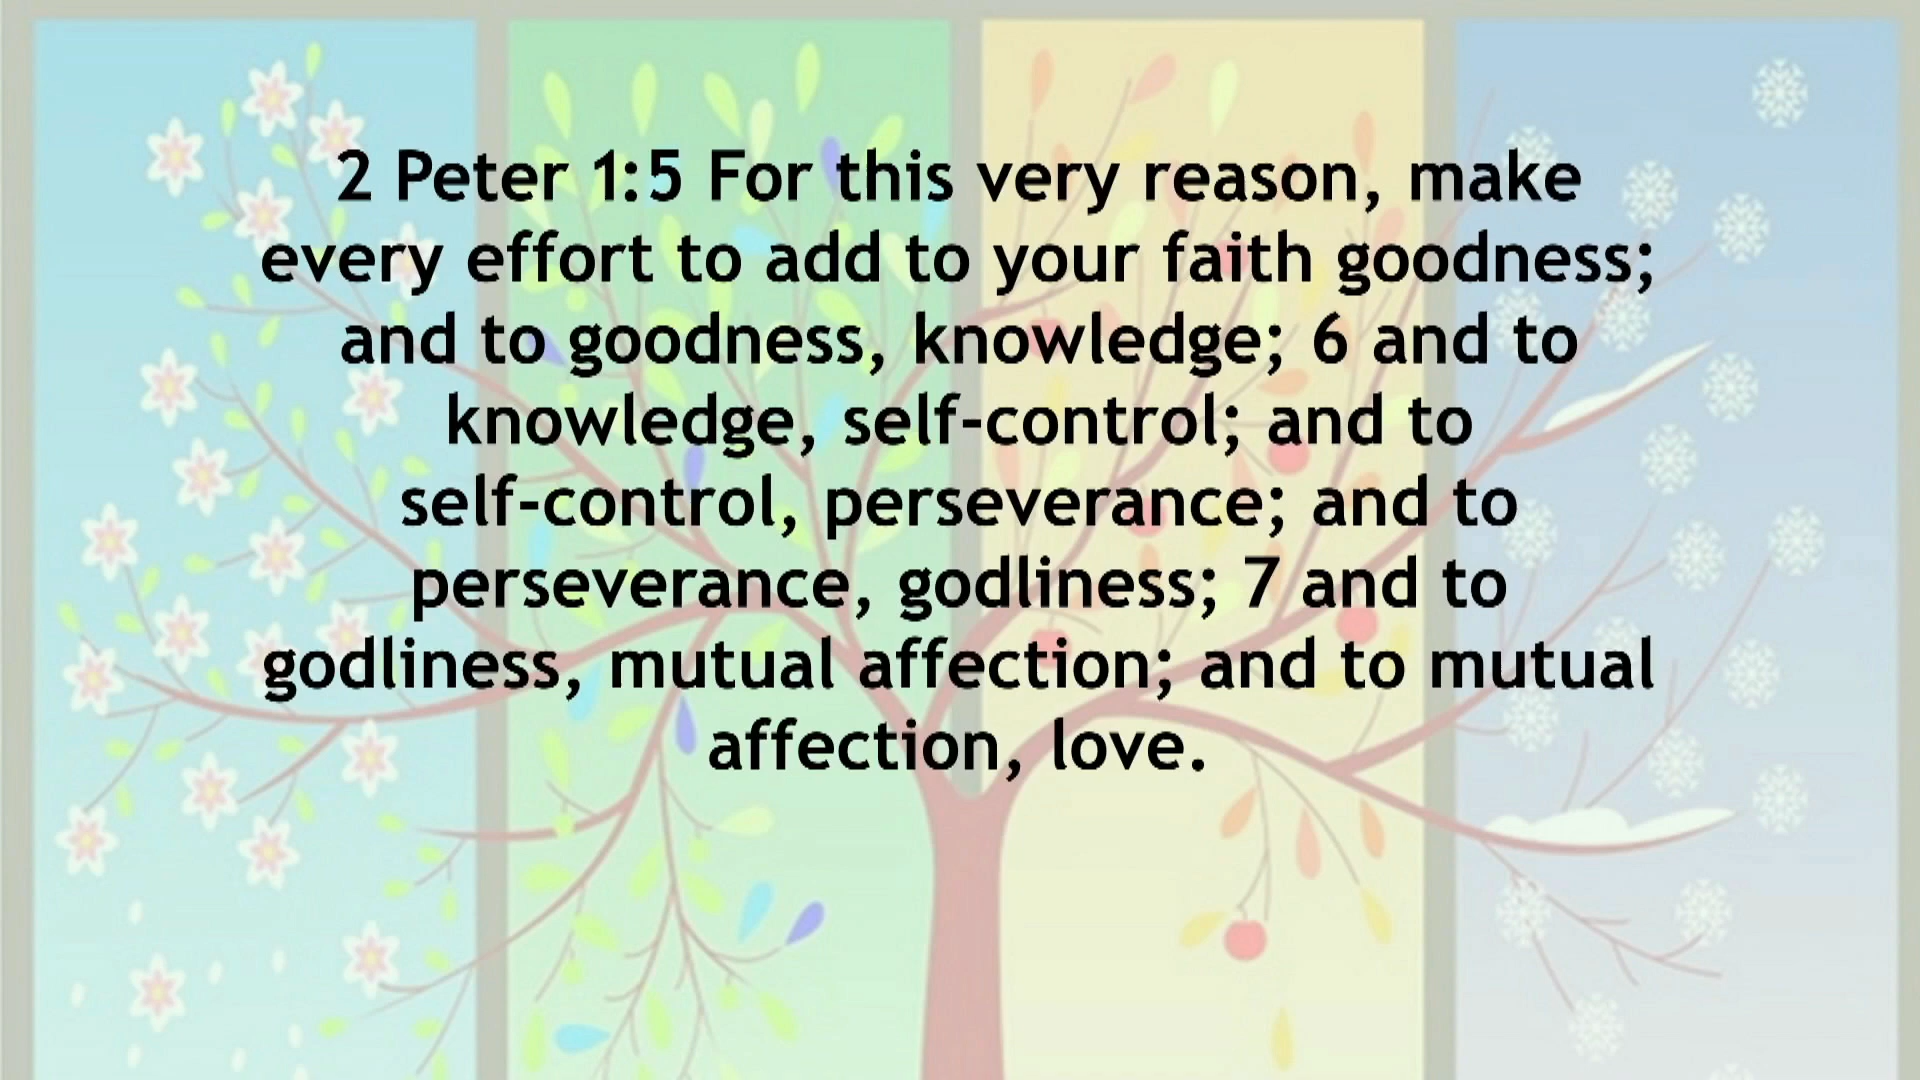 2 Peter 1:5 For this very reason, make
every effort to add to your faith goodness;
and to goodness, knowledge; 6 and to
knowledge, self-control; and to
self-control, perseverance; and to
perseverance, godliness; 7 and to
godliness, mutual affection; and to mutual
affection, love.